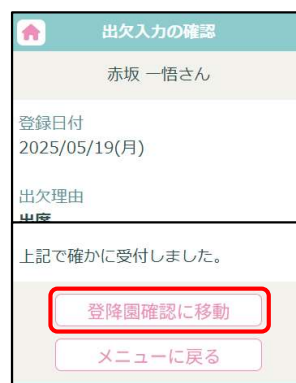 出欠入力の確認
赤坂 一悟さん
登録日付
2025/05/19(月)
出欠理由
出席
上記で確かに受付しました。
登降園確認に移動
メニューに戻る